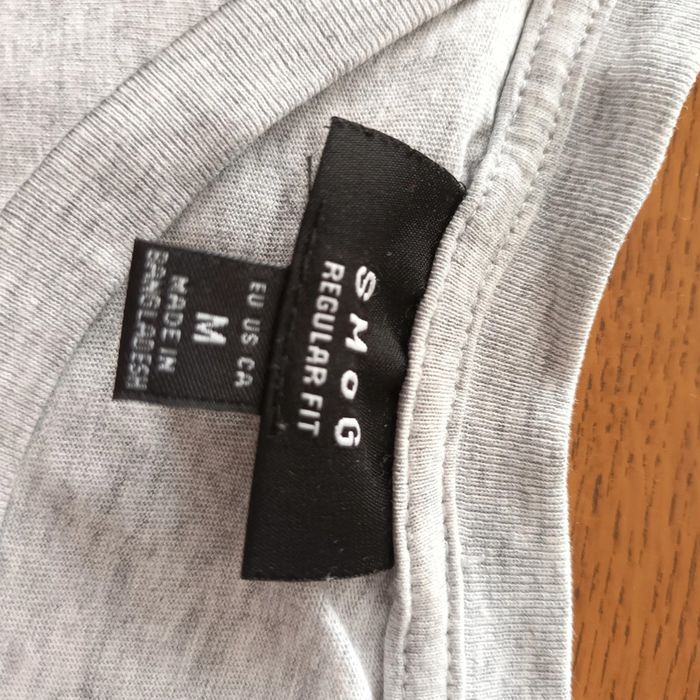 SMOG
REGULAR FIT
EU US CA
M
MADE IN
BANGLADESH